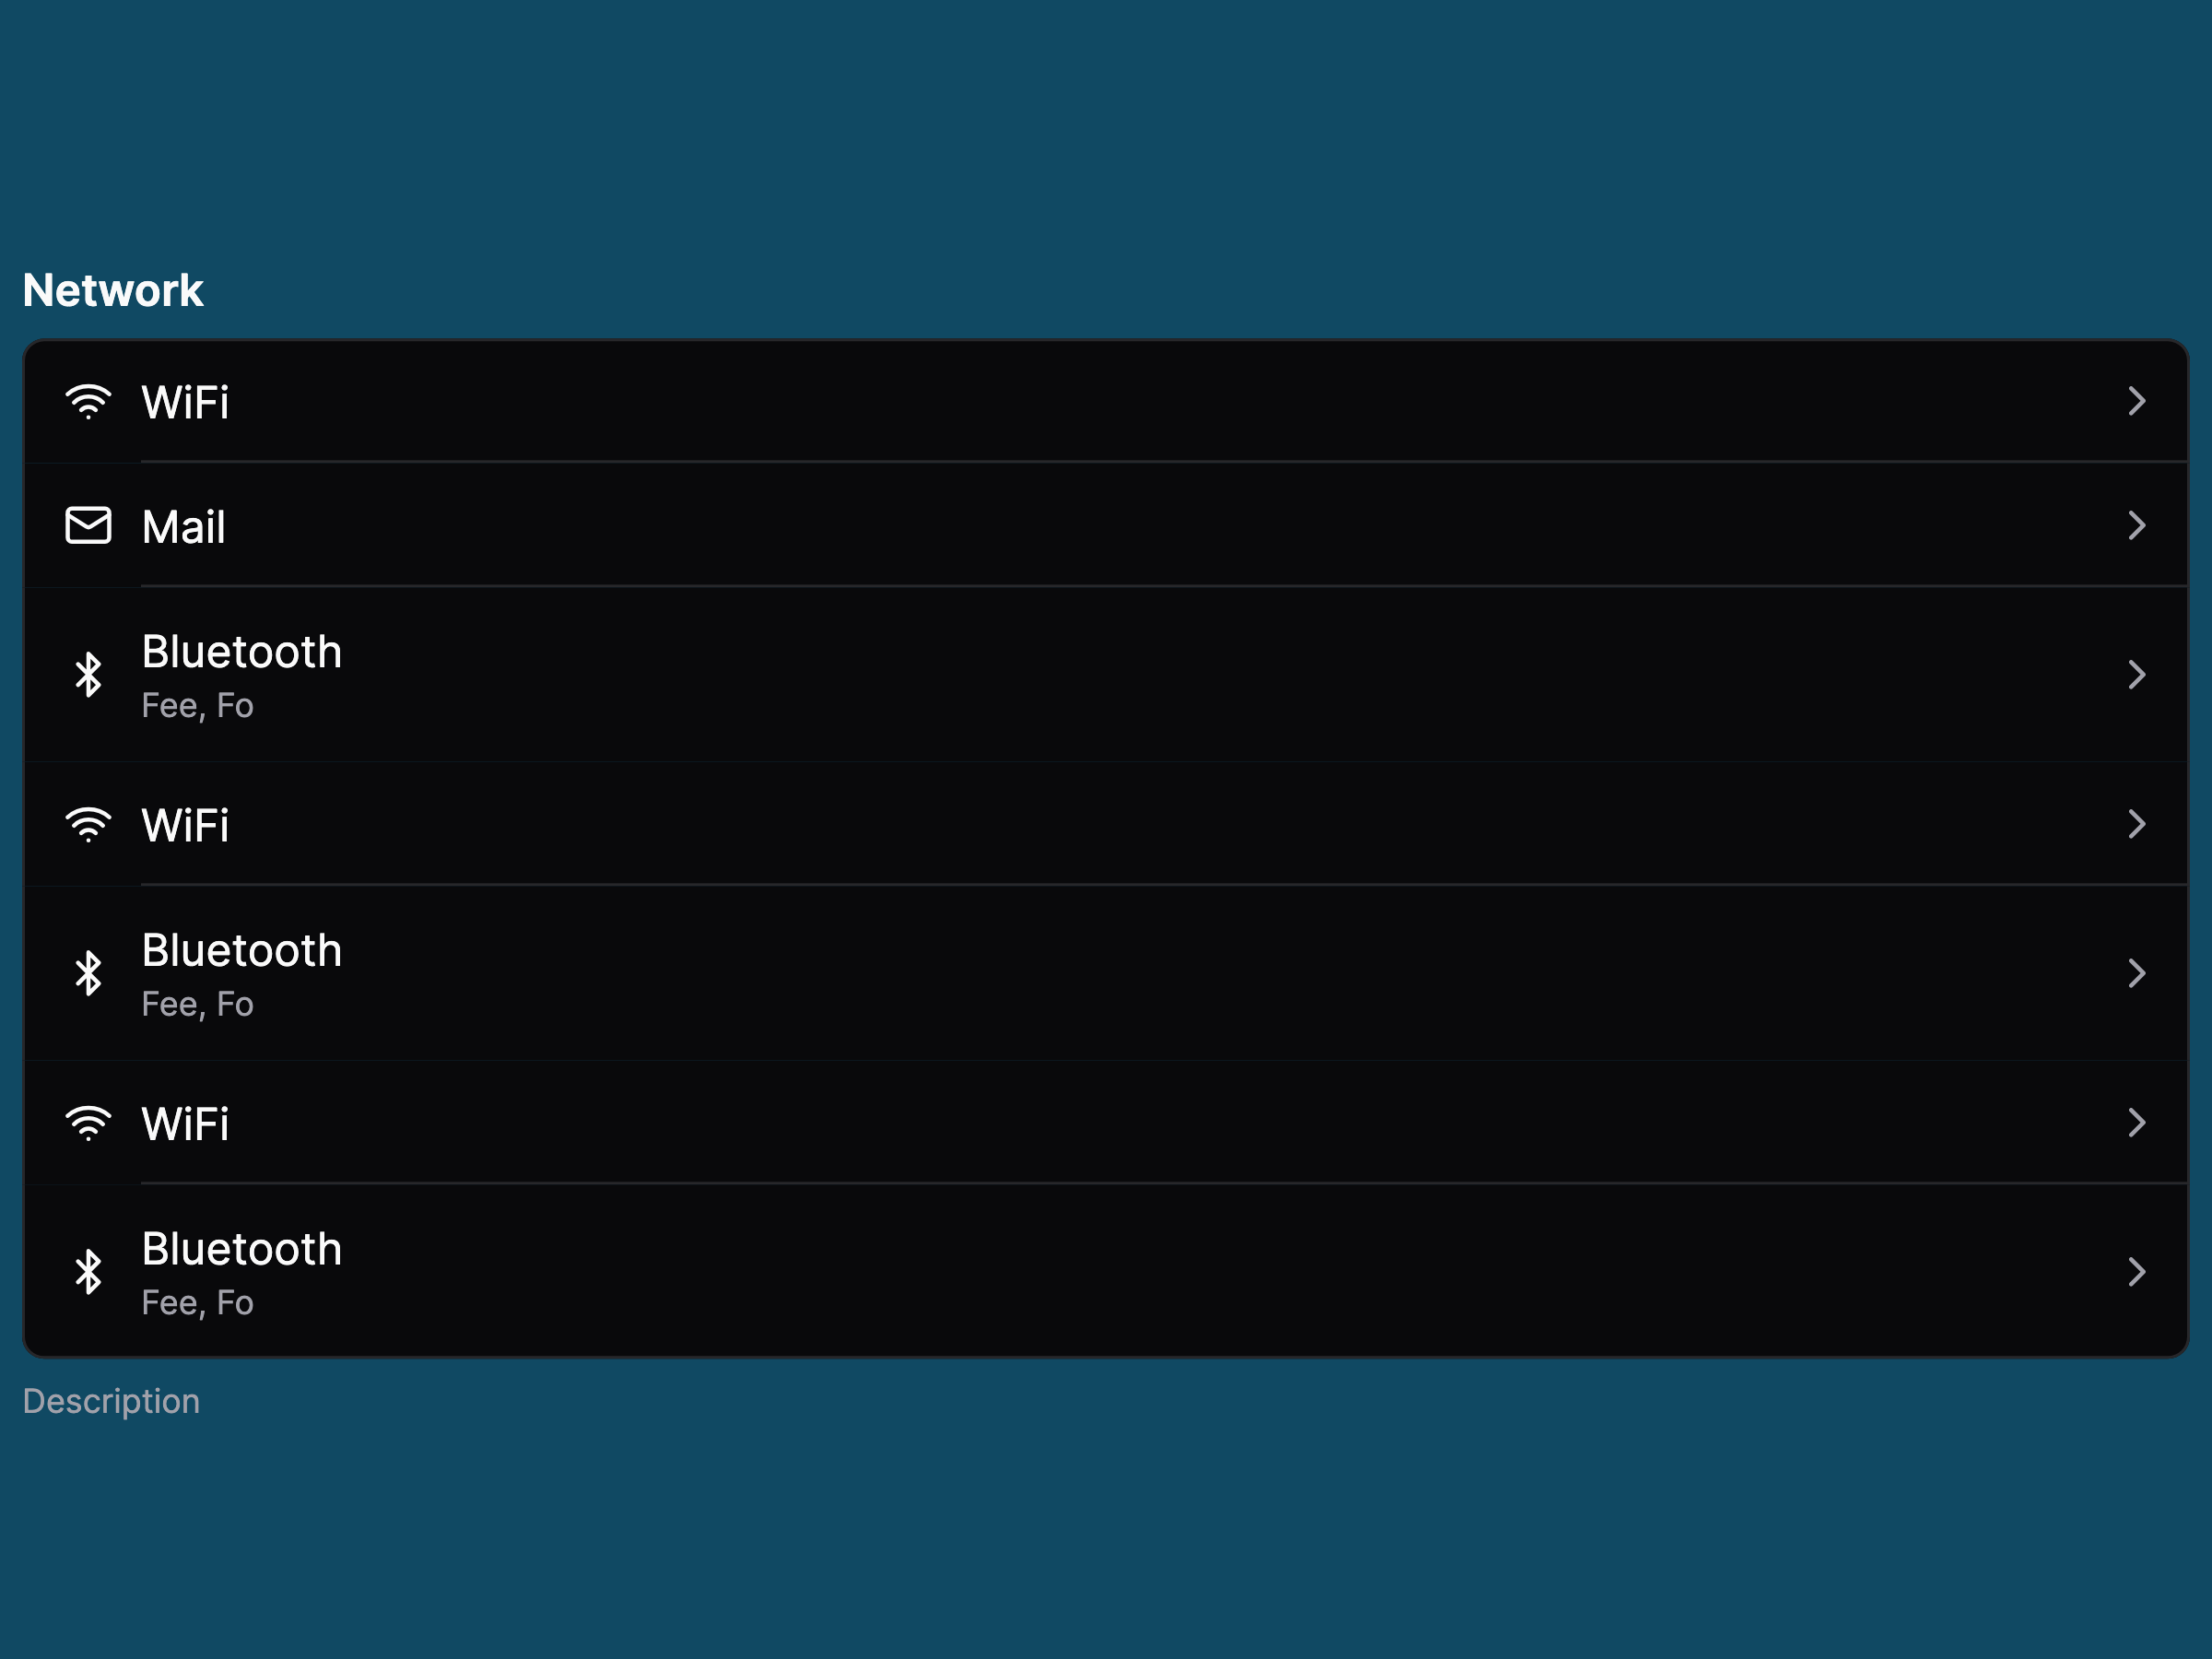 Network
WiFi
Mail
Bluetooth
Fee, Fo
WiFi
Bluetooth
Fee, Fo
WiFi
Bluetooth
Fee, Fo
Description